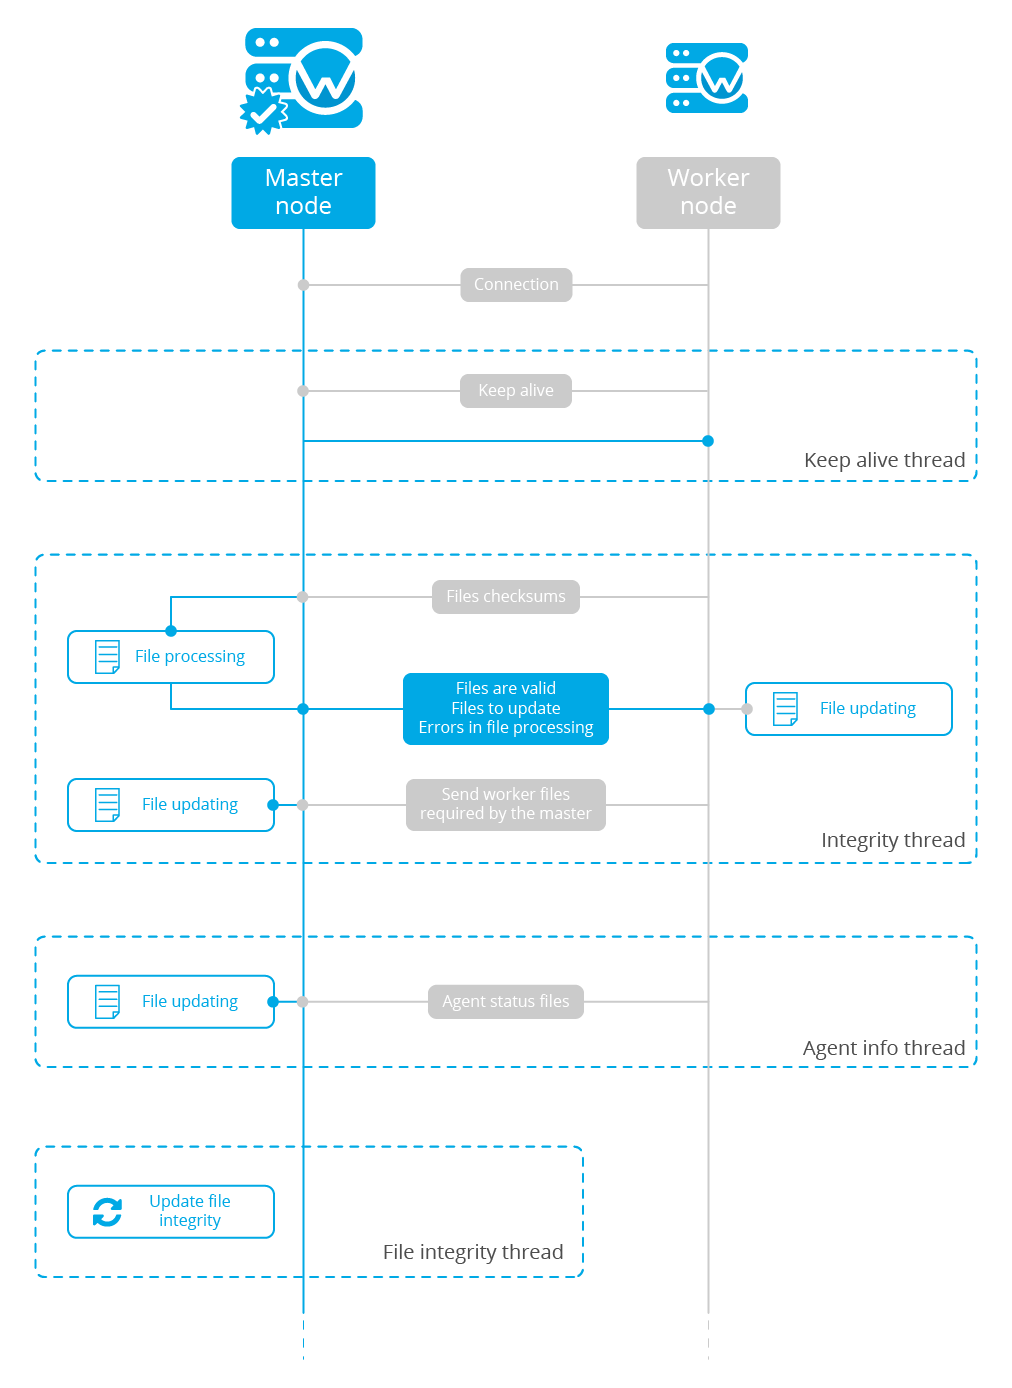 Master
node
Worker
node
Connection
Keep alive
Keep alive thread
Files checksums
File processing
Files are valid
Files to update
Errors in file processing
File updating
File updating
Send worker files
required by the master
Integrity thread
File updating
Agent status files
Agent info thread
Update file
integrity
File integrity thread